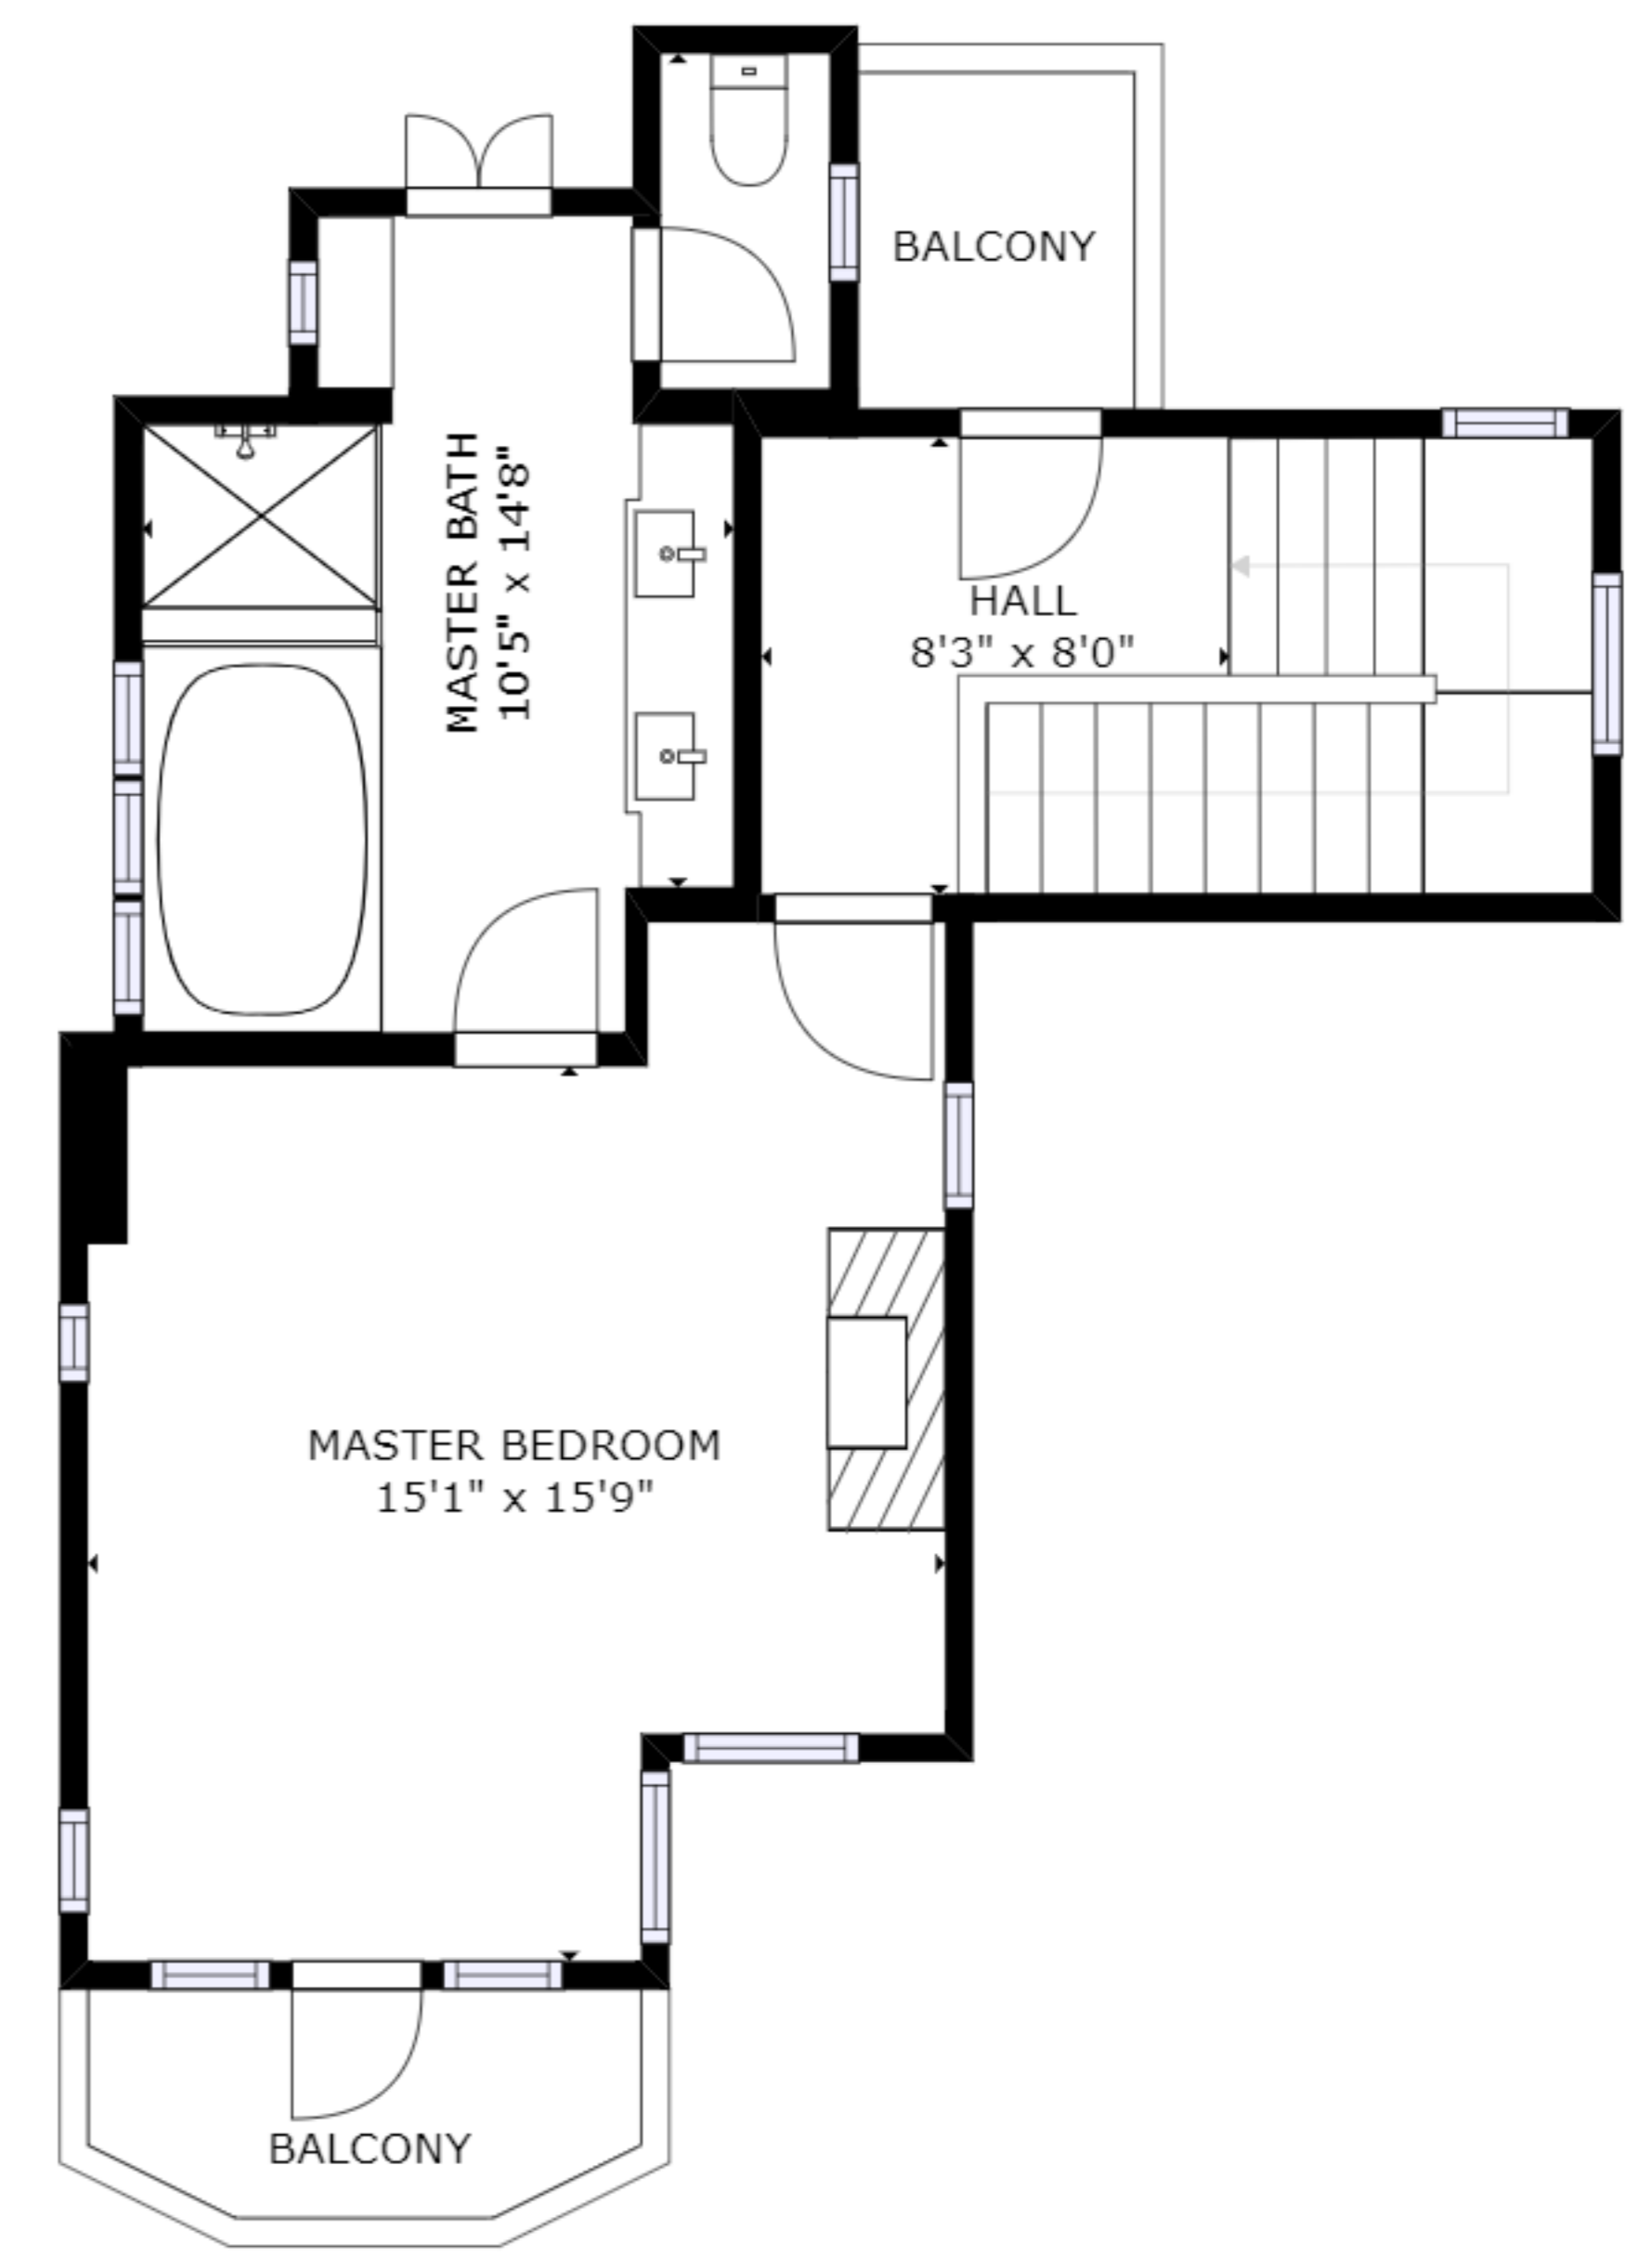 BALCONY
MASTER BATH
10'5" x 14'8"
HALL
8'3" x 8'0"
MASTER BEDROOM
15'1" x 15'9"
BALCONY